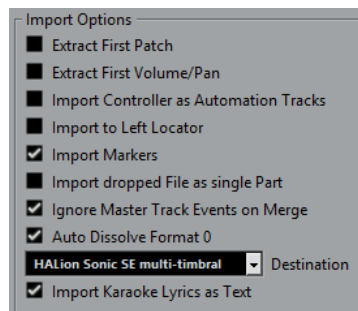 Import Options
Extract First Patch
Extract First Volume/Pan
Import Controller as Automation Tracks
Import to Left Locator
Import Markers
Import dropped File as single Part
Ignore Master Track Events on Merge
Auto Dissolve Format 0
HALion Sonic SE multi-timbral Destination
Import Karaoke Lyrics as Text